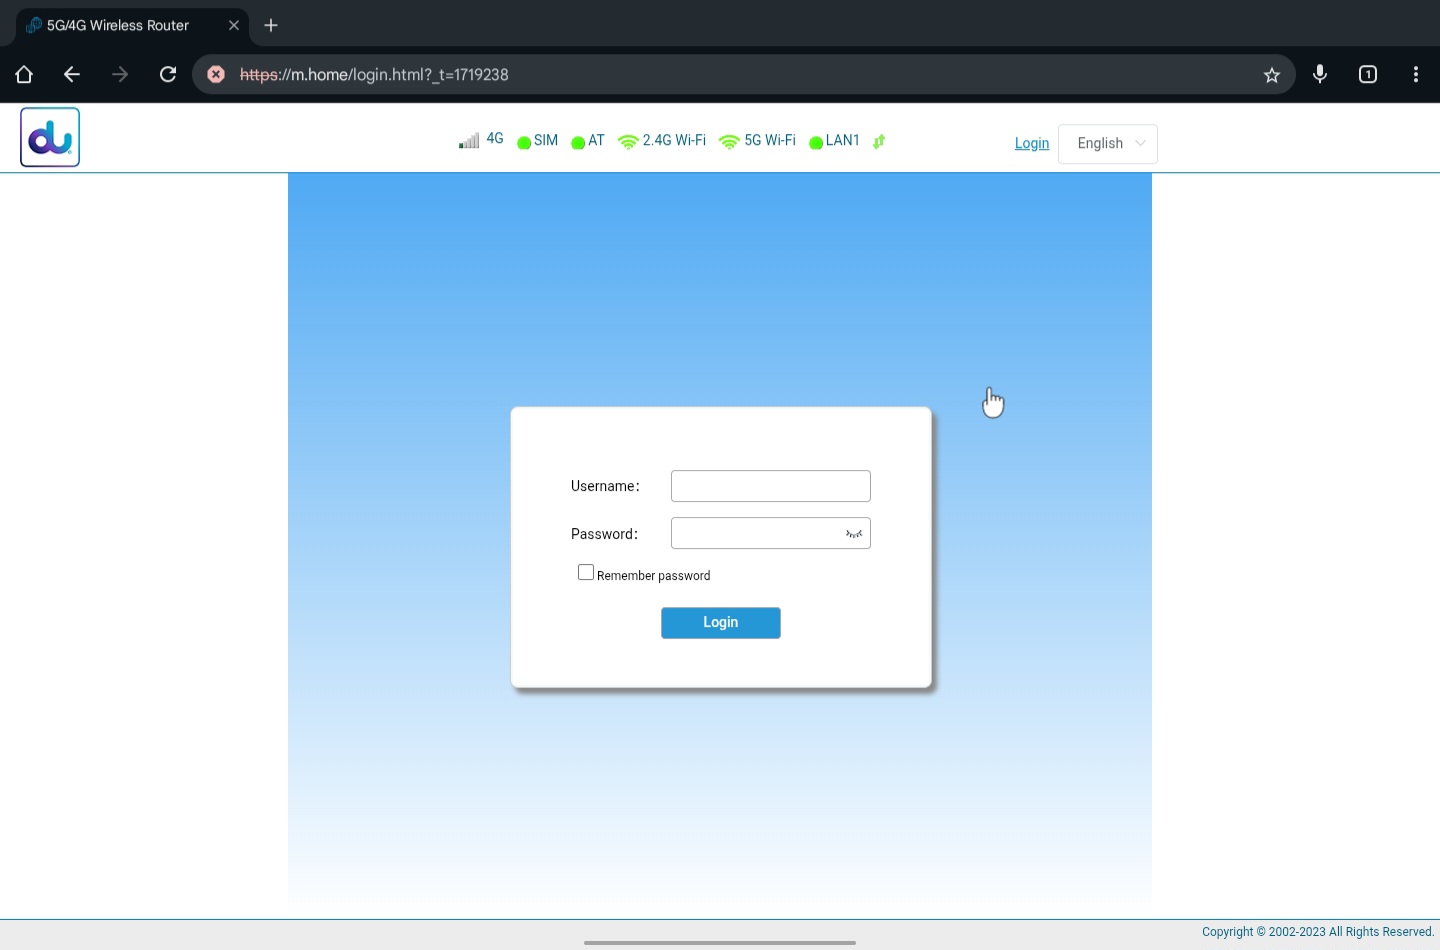 5G/4G Wireless Router
https://m.home/login.html?_t=1719238
1
du
4G SIM AT 2.4G Wi-Fi 5G Wi-Fi LAN1
Login English
Username:
Password:
Remember password
Login
Copyright © 2002-2023 All Rights Reserved.